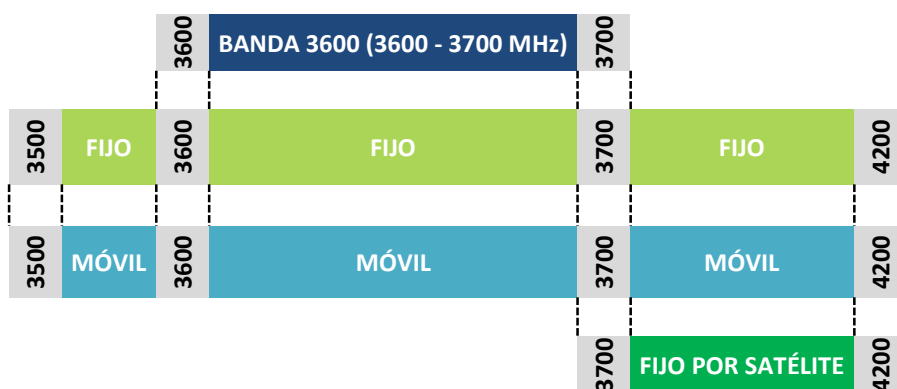 3600 BANDA 3600 (3600 - 3700 MHz) 3700
3500 FIJO 3600 FIJO 3700 FIJO 4200
3500 MÓVIL 3600 MÓVIL 3700 MÓVIL 4200
3700 FIJO POR SATÉLITE 4200